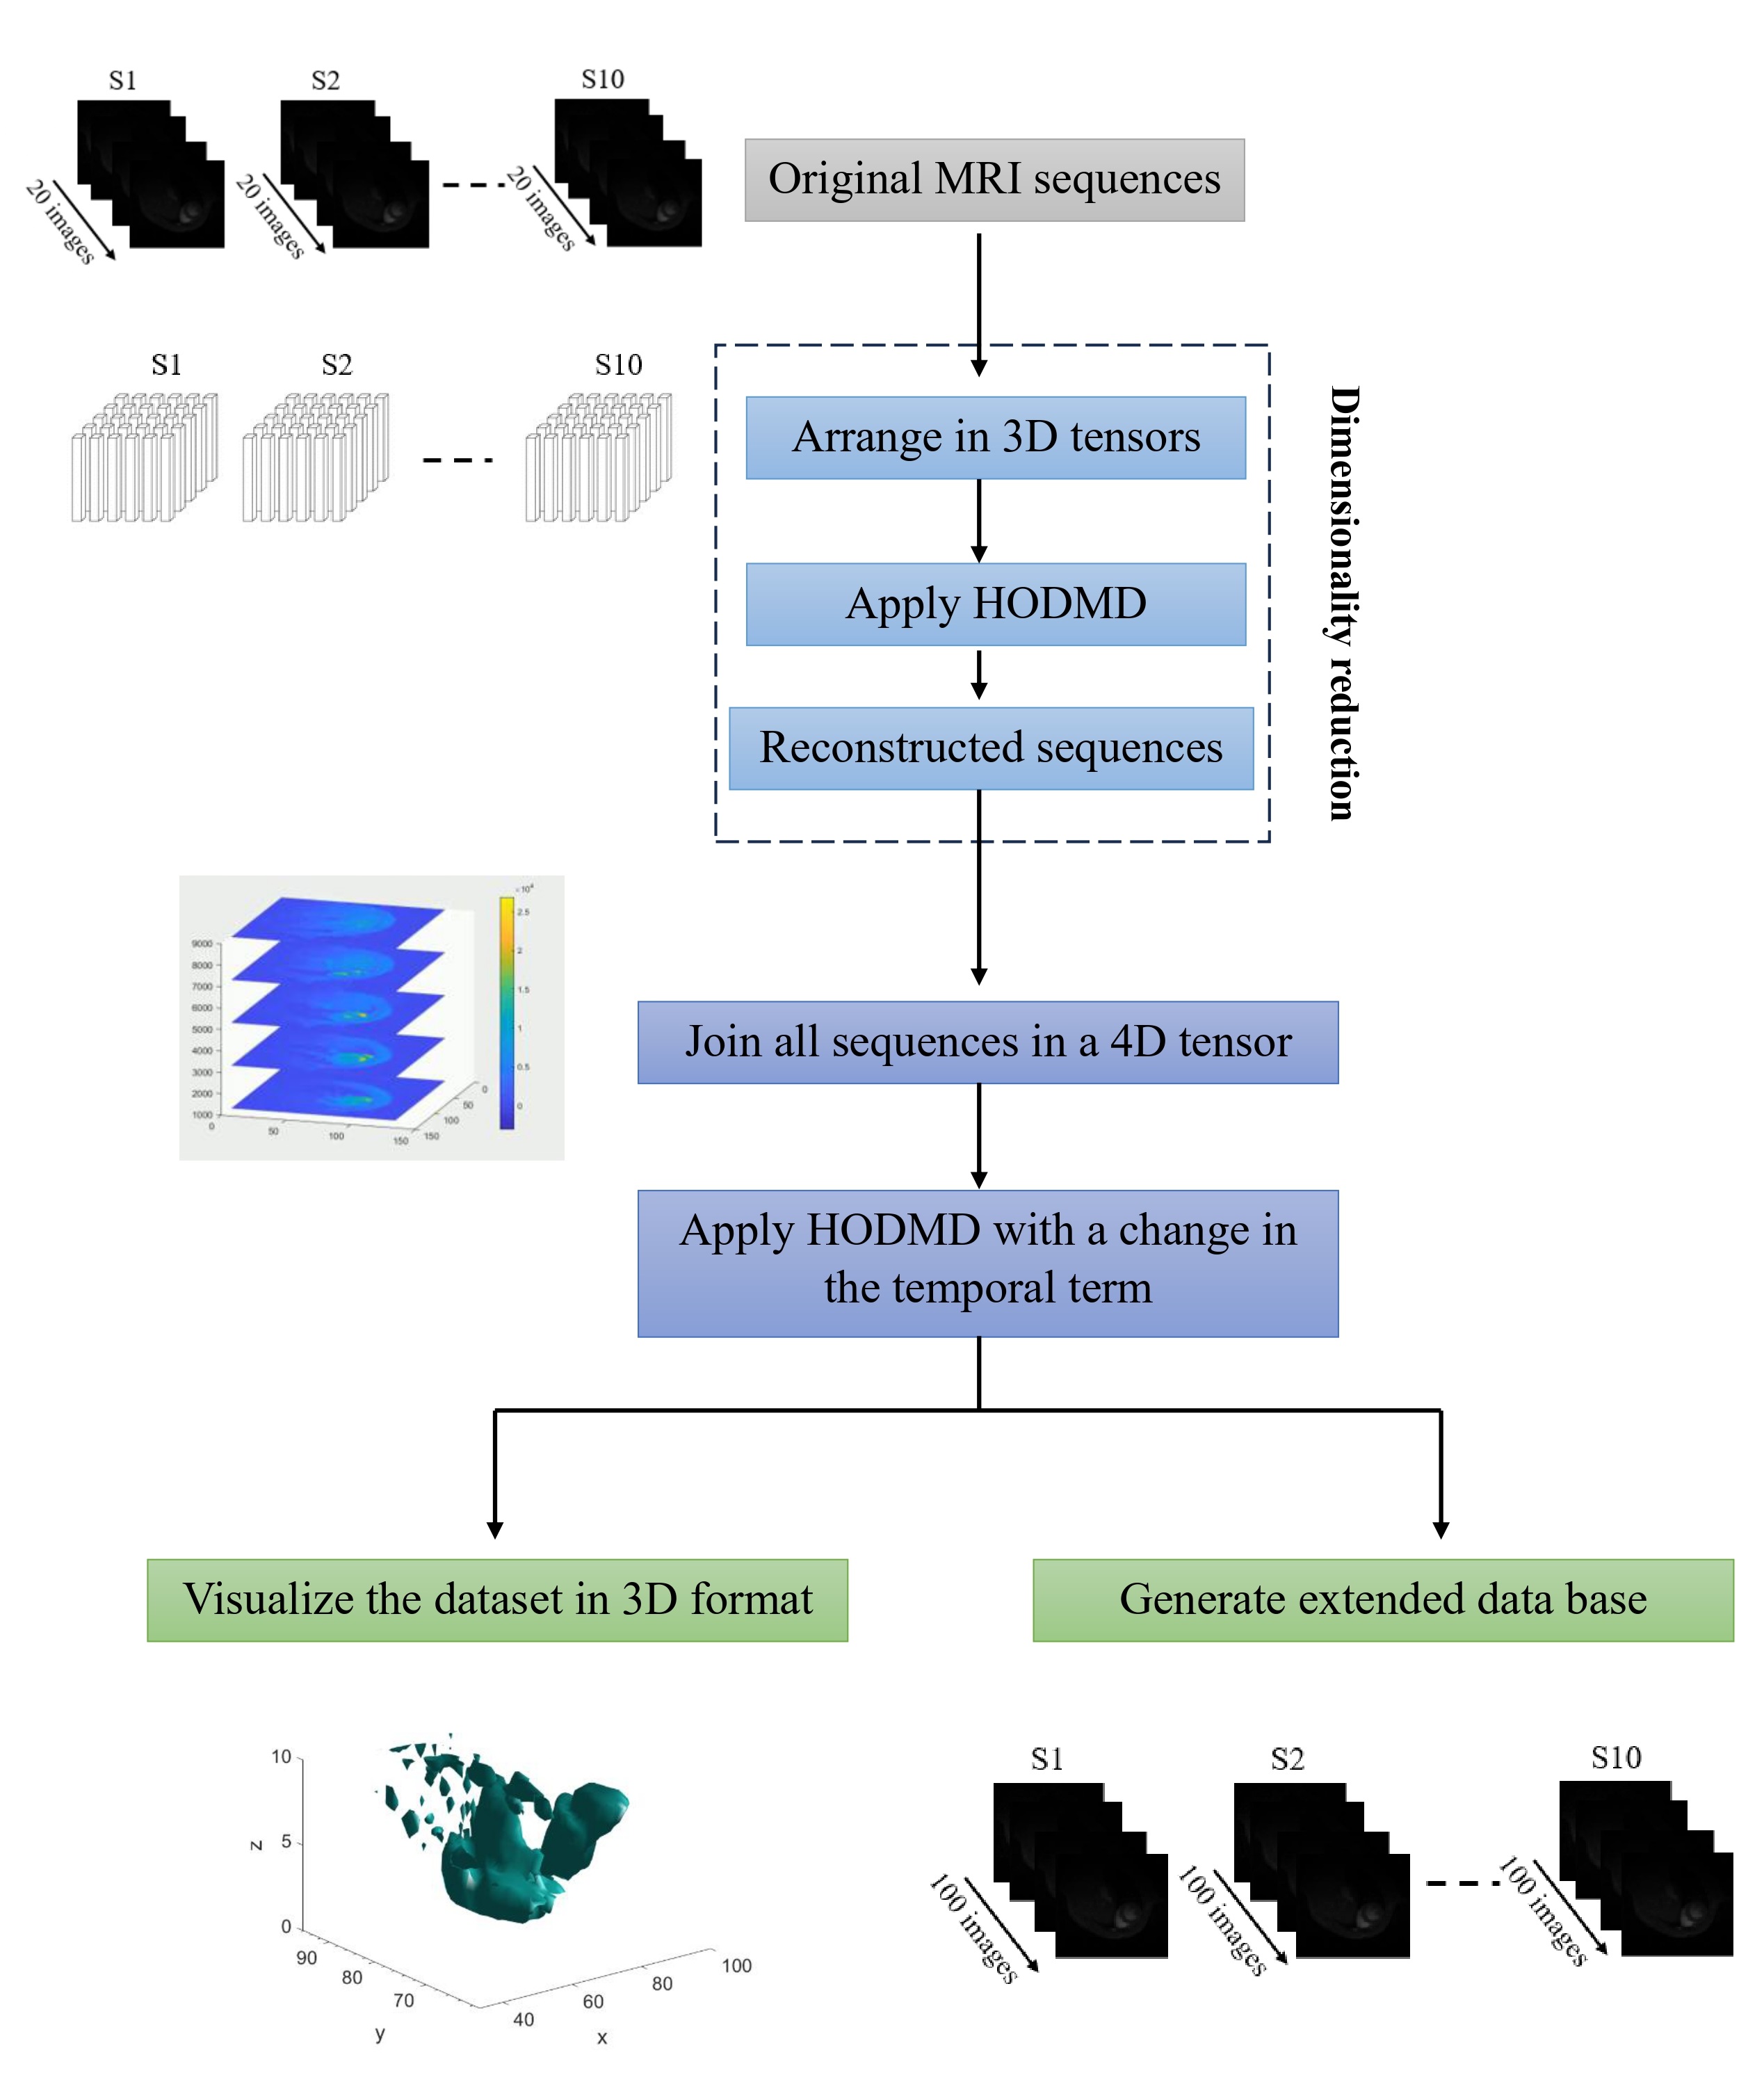 S1
S2
S10
20 images
20 images
20 images
Original MRI sequences
S1
S2
S10
Arrange in 3D tensors
Apply HODMD
Reconstructed sequences
Dimensionality reduction
×10⁴
2.5
2
1.5
1
0.5
0
9000
8000
7000
6000
5000
4000
3000
2000
1000
0
50
100
150
150
100
50
0
Join all sequences in a 4D tensor
Apply HODMD with a change in
the temporal term
Visualize the dataset in 3D format
Generate extended data base
10
5
0
z
90
80
70
y
40
60
80
100
x
S1
S2
S10
100 images
100 images
100 images